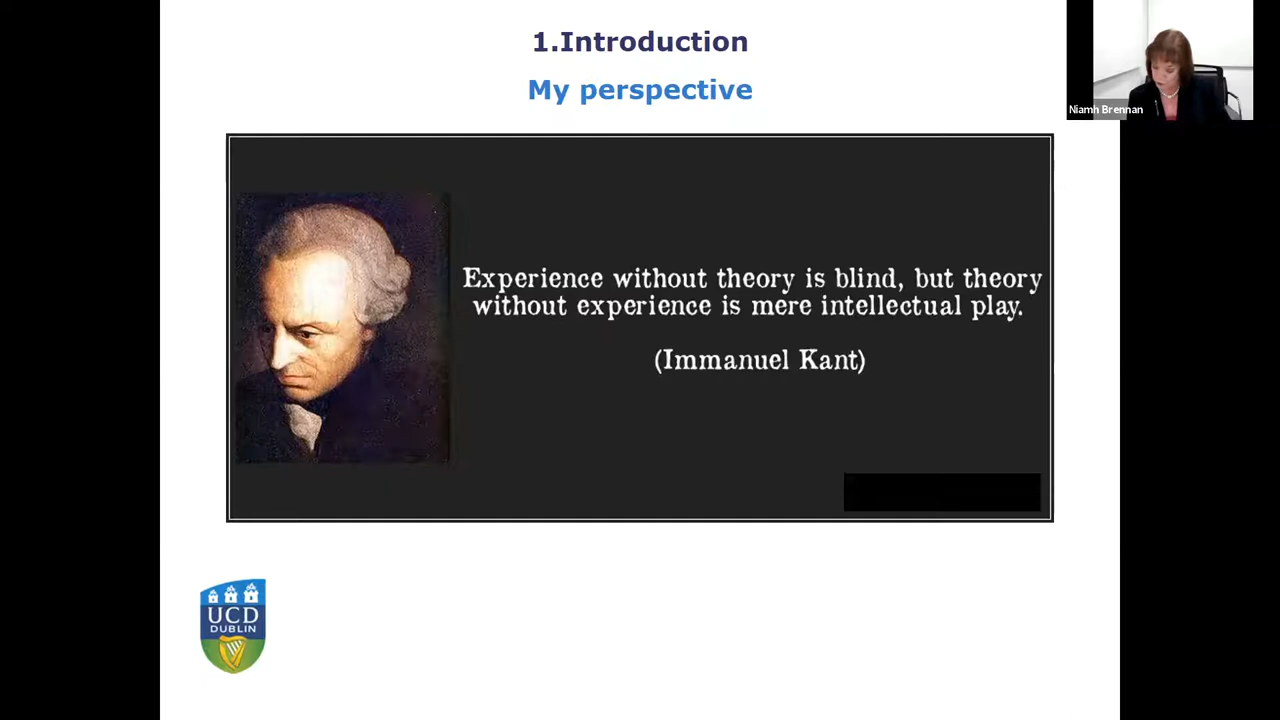 1.Introduction
My perspective
Niamh Brennan
Experience without theory is blind, but theory
without experience is mere intellectual play.
(Immanuel Kant)
UCD
DUBLIN